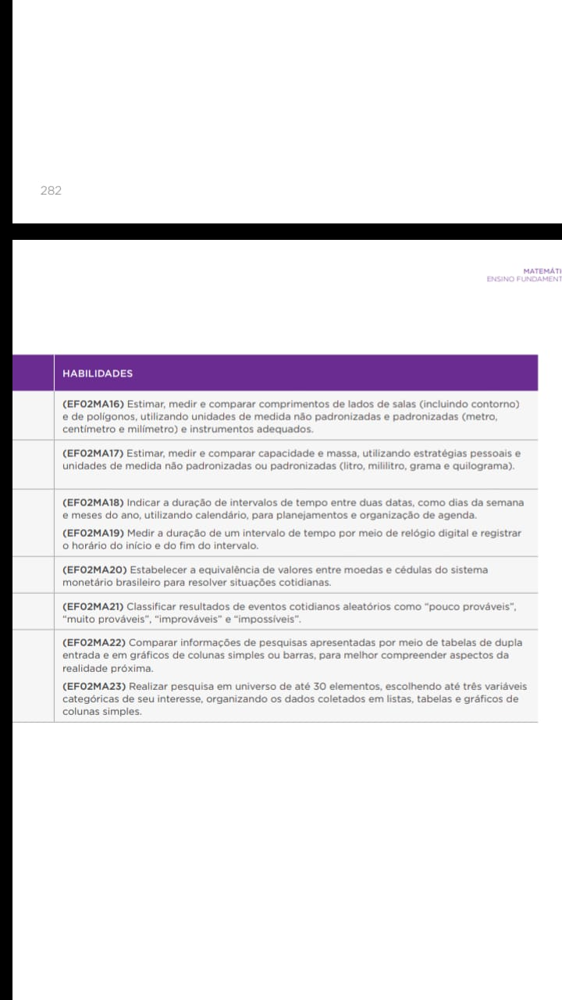 282
MATEMÁTI
ENSINO FUNDAMENT
HABILIDADES
(EF02MA16) Estimar, medir e comparar comprimentos de lados de salas (incluindo contorno)
e de polígonos, utilizando unidades de medida não padronizadas e padronizadas (metro,
centímetro e milímetro) e instrumentos adequados.
(EF02MA17) Estimar, medir e comparar capacidade e massa, utilizando estratégias pessoais e
unidades de medida não padronizadas ou padronizadas (litro, mililitro, grama e quilograma).
(EF02MA18) Indicar a duração de intervalos de tempo entre duas datas, como dias da semana
e meses do ano, utilizando calendário, para planejamentos e organização de agenda.
(EF02MA19) Medir a duração de um intervalo de tempo por meio de relógio digital e registrar
o horário do início e do fim do intervalo.
(EF02MA20) Estabelecer a equivalência de valores entre moedas e cédulas do sistema
monetário brasileiro para resolver situações cotidianas.
(EF02MA21) Classificar resultados de eventos cotidianos aleatórios como “pouco prováveis”,
“muito prováveis”, “improváveis” e “impossíveis”.
(EF02MA22) Comparar informações de pesquisas apresentadas por meio de tabelas de dupla
entrada e em gráficos de colunas simples ou barras, para melhor compreender aspectos da
realidade próxima.
(EF02MA23) Realizar pesquisa em universo de até 30 elementos, escolhendo até três variáveis
categóricas de seu interesse, organizando os dados coletados em listas, tabelas e gráficos de
colunas simples.